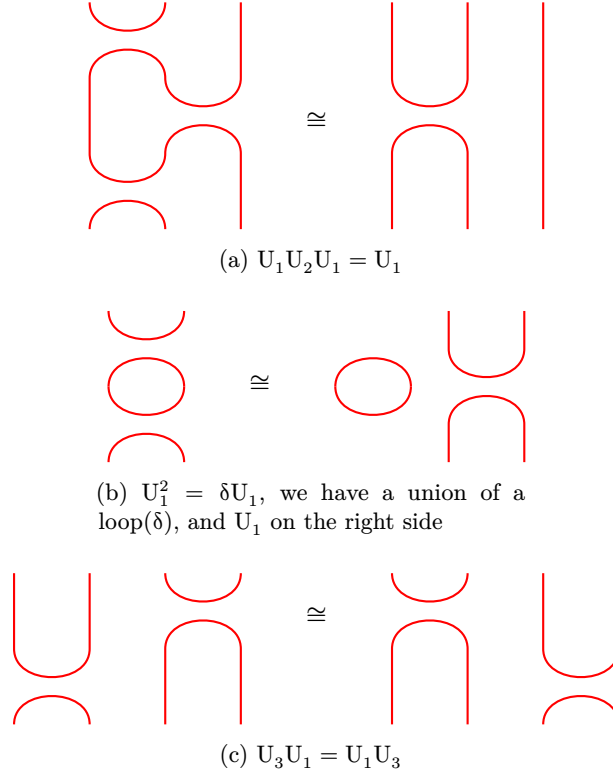 ≅
(a) U₁U₂U₁ = U₁
≅
(b) U₁² = δU₁, we have a union of a
loop(δ), and U₁ on the right side
≅
(c) U₃U₁ = U₁U₃